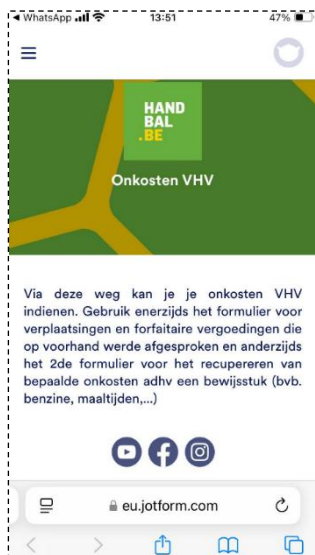 WhatsApp
13:51
47%
HAND
BAL
.BE
Onkosten VHV
Via deze weg kan je je onkosten VHV
indienen. Gebruik enerzijds het formulier voor
verplaatsingen en forfaitaire vergoedingen die
op voorhand werde afgesproken en anderzijds
het 2de formulier voor het recupereren van
bepaalde onkosten adhv een bewijsstuk (bvb.
benzine, maaltijden,...)
eu.jotform.com